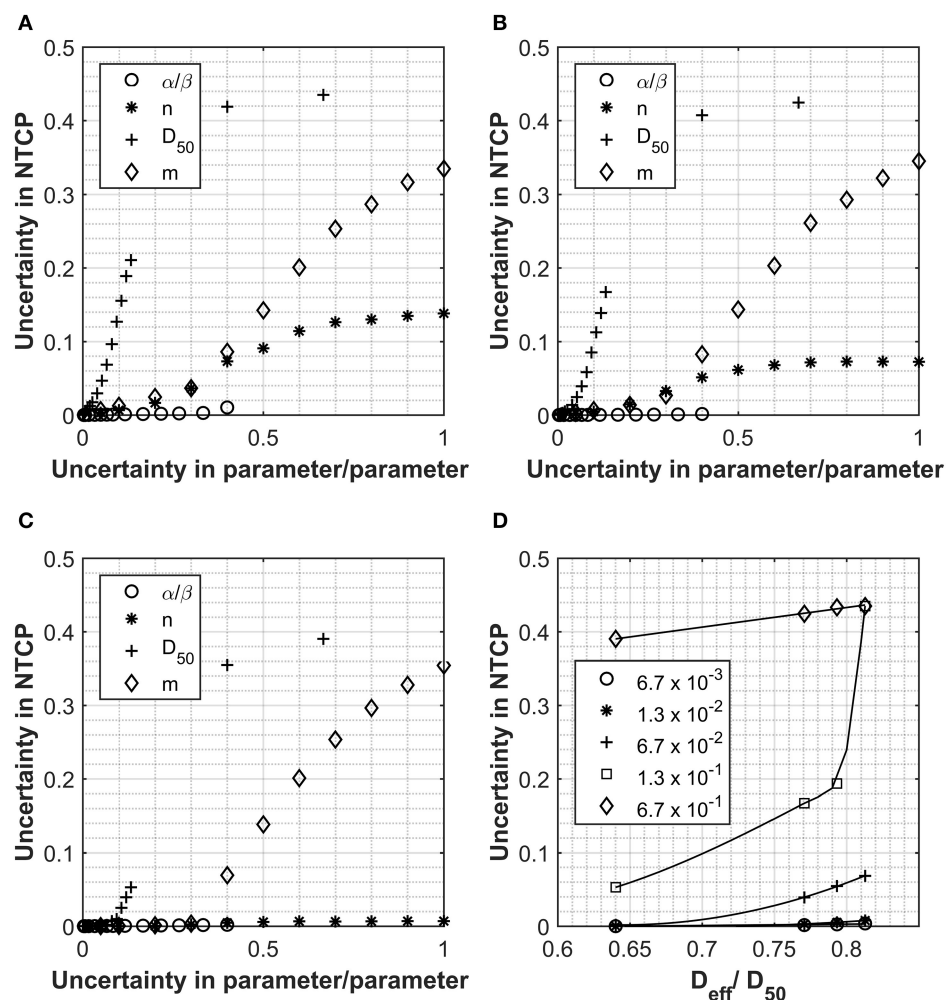 A
0.5
0.4
0.3
0.2
0.1
0
0 0.5 1
Uncertainty in NTCP
Uncertainty in parameter/parameter
α/β
n
D50
m
B
0.5
0.4
0.3
0.2
0.1
0
0 0.5 1
Uncertainty in NTCP
Uncertainty in parameter/parameter
α/β
n
D50
m
C
0.5
0.4
0.3
0.2
0.1
0
0 0.5 1
Uncertainty in NTCP
Uncertainty in parameter/parameter
α/β
n
D50
m
D
0.5
0.4
0.3
0.2
0.1
0
0.6 0.65 0.7 0.75 0.8
Uncertainty in NTCP
Deff/ D50
6.7 x 10-3
1.3 x 10-2
6.7 x 10-2
1.3 x 10-1
6.7 x 10-1